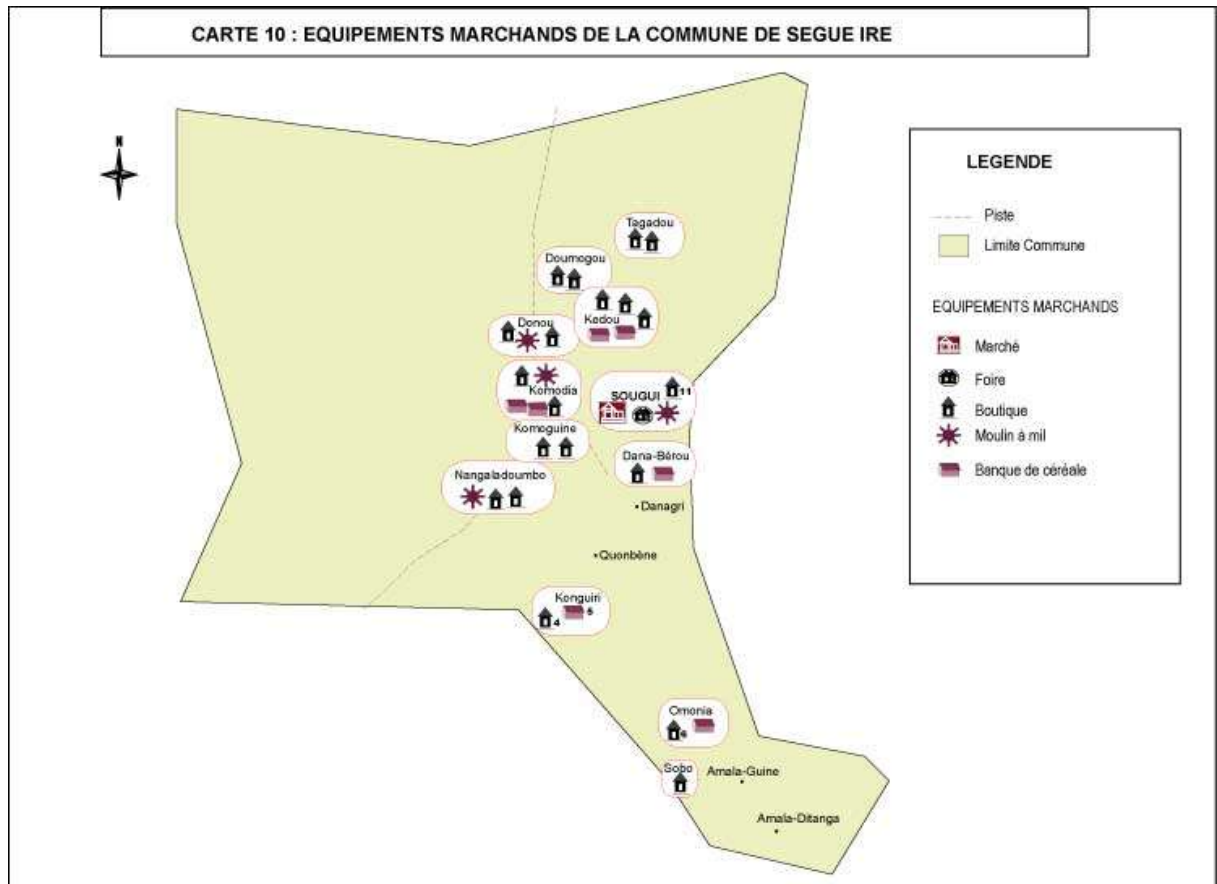 CARTE 10 : EQUIPEMENTS MARCHANDS DE LA COMMUNE DE SEGUE IRE
N
LEGENDE
Piste
Limite Commune
EQUIPEMENTS MARCHANDS
Marché
Foire
Boutique
Moulin à mil
Banque de céréale
Tagadou
Doumogou
Kedou
Donou
Komodia
SOUGUI
11
Komoguine
Dana-Bérou
Nangaladoumbo
Danagri
Quonbène
Konguiri
4
5
Omonia
6
Sobo
Amala-Guine
Amala-Ditanga